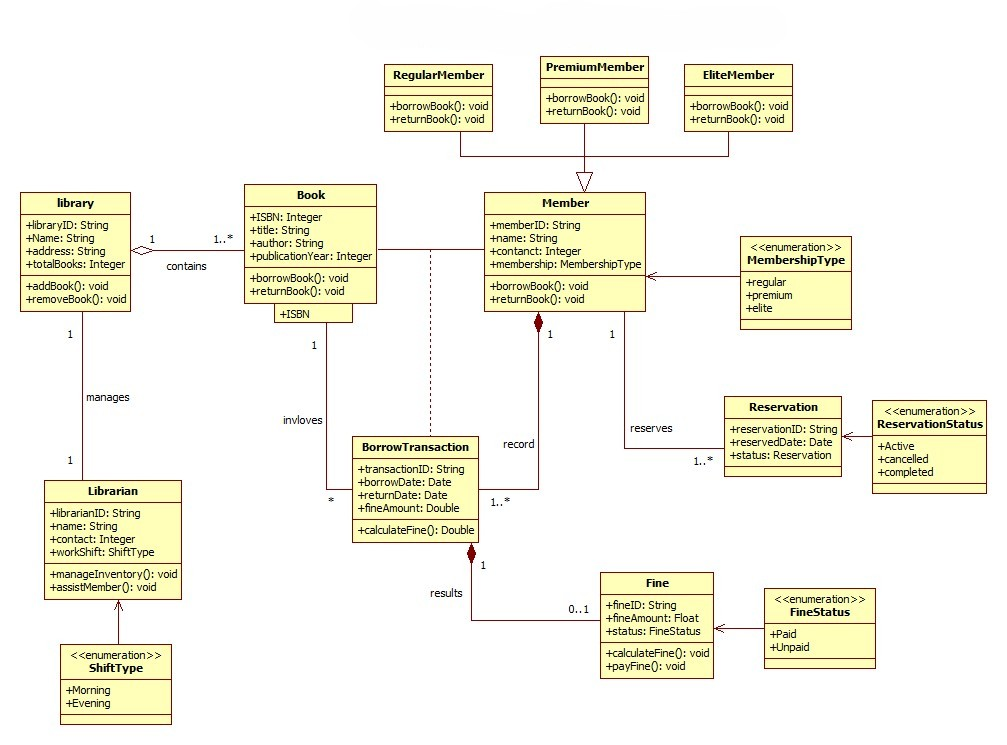 RegularMember
+borrowBook(): void
+returnBook(): void
PremiumMember
+borrowBook(): void
+returnBook(): void
EliteMember
+borrowBook(): void
+returnBook(): void
library
+libraryID: String
+Name: String
+address: String
+totalBooks: Integer
+addBook(): void
+removeBook(): void
1
1..*
contains
Book
+ISBN: Integer
+title: String
+author: String
+publicationYear: Integer
+borrowBook(): void
+returnBook(): void
+ISBN
Member
+memberID: String
+name: String
+contanct: Integer
+membership: MembershipType
+borrowBook(): void
+returnBook(): void
<<enumeration>>
MembershipType
+regular
+premium
+elite
1
manages
1
1
invloves
*
1
record
1..*
1
reserves
1..*
Reservation
+reservationID: String
+reservedDate: Date
+status: Reservation
<<enumeration>>
ReservationStatus
+Active
+cancelled
+completed
BorrowTransaction
+transactionID: String
+borrowDate: Date
+returnDate: Date
+fineAmount: Double
+calculateFine(): Double
Librarian
+librarianID: String
+name: String
+contact: Integer
+workShift: ShiftType
+manageInventory(): void
+assistMember(): void
1
results
0..1
Fine
+fineID: String
+fineAmount: Float
+status: FineStatus
+calculateFine(): void
+payFine(): void
<<enumeration>>
FineStatus
+Paid
+Unpaid
<<enumeration>>
ShiftType
+Morning
+Evening